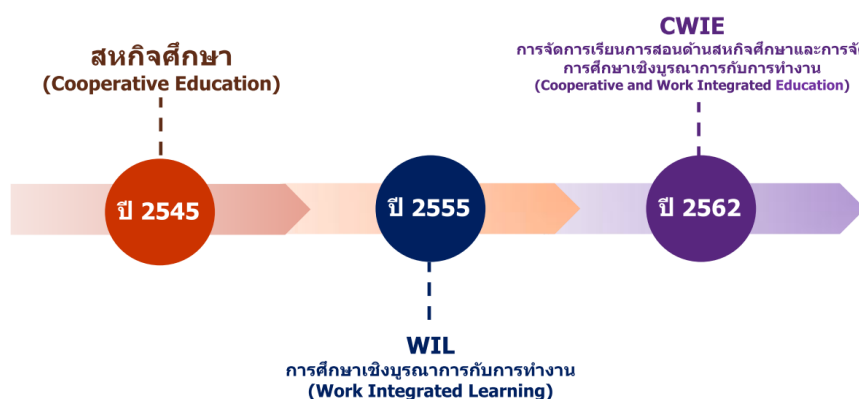 สหกิจศึกษา
(Cooperative Education)
CWIE
การจัดการเรียนการสอนด้านสหกิจศึกษาและการจั
การศึกษาเชิงบูรณาการกับการทำงาน
(Cooperative and Work Integrated Education)
ปี 2545
ปี 2555
ปี 2562
WIL
การศึกษาเชิงบูรณาการกับการทำงาน
(Work Integrated Learning)